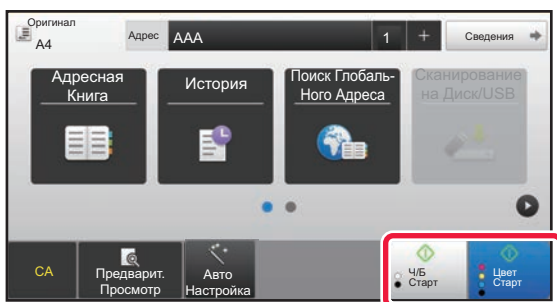 Оригинал
A4
Адрес
AAA
1
+
Сведения
Адресная
Книга
История
Поиск Глобаль-
Ного Адреса
Сканирование
на Диск/USB
CA
Предварит.
Просмотр
Авто
Настройка
Ч/Б
Старт
Цвет
Старт